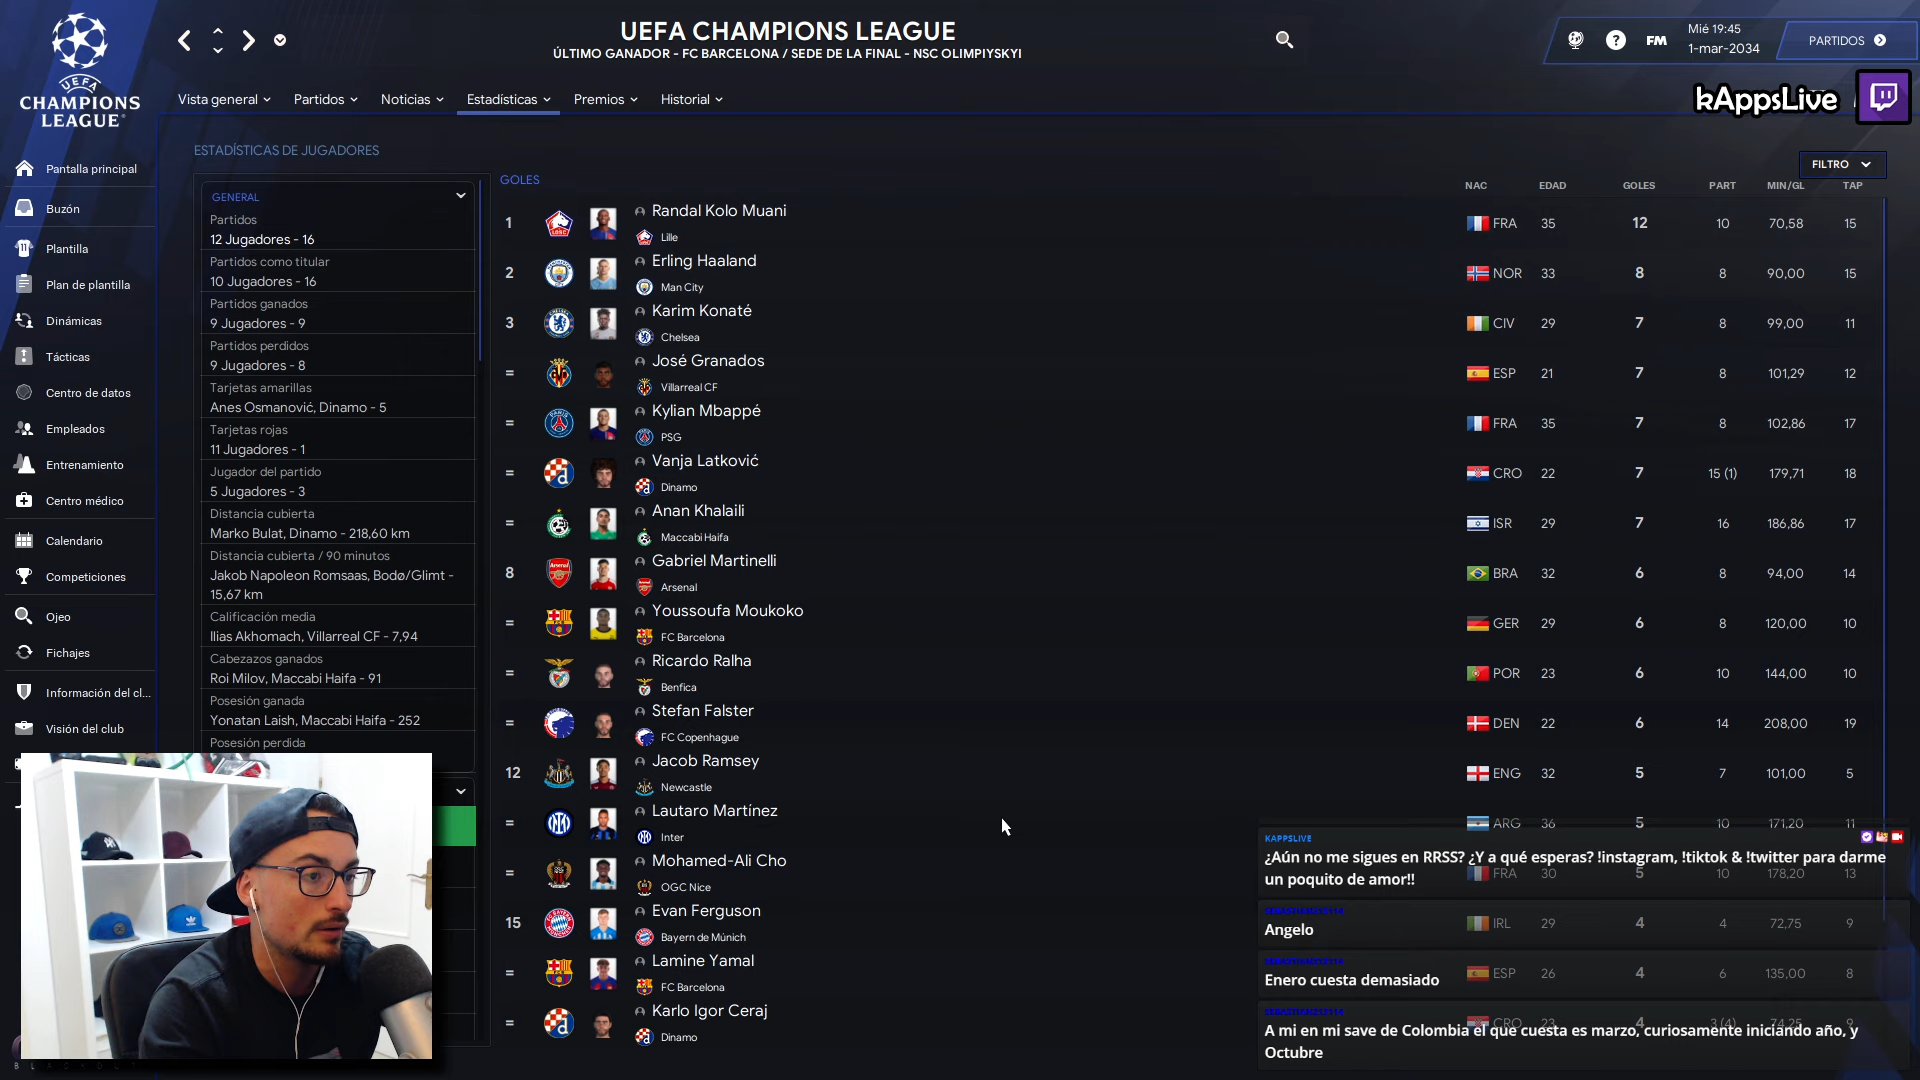 UEFA
CHAMPIONS
LEAGUE
UEFA CHAMPIONS LEAGUE
ÚLTIMO GANADOR - FC BARCELONA / SEDE DE LA FINAL - NSC OLIMPIYSKYI
FM
Mié 19:45
1-mar-2034
PARTIDOS
Vista general
Partidos
Noticias
Estadísticas
Premios
Historial
kAppsLive
Pantalla principal
Buzón
Plantilla
Plan de plantilla
Dinámicas
Tácticas
Centro de datos
Empleados
Entrenamiento
Centro médico
Calendario
Competiciones
Ojeo
Fichajes
Información del cl...
Visión del club
ESTADÍSTICAS DE JUGADORES
FILTRO
GENERAL
Partidos
12 Jugadores - 16
Partidos como titular
10 Jugadores - 16
Partidos ganados
9 Jugadores - 9
Partidos perdidos
9 Jugadores - 8
Tarjetas amarillas
Anes Osmanović, Dinamo - 5
Tarjetas rojas
11 Jugadores - 1
Jugador del partido
5 Jugadores - 3
Distancia cubierta
Marko Bulat, Dinamo - 218,60 km
Distancia cubierta / 90 minutos
Jakob Napoleon Romsaas, Bodø/Glimt -
15,67 km
Calificación media
Ilias Akhomach, Villarreal CF - 7,94
Cabezazos ganados
Roi Milov, Maccabi Haifa - 91
Posesión ganada
Yonatan Laish, Maccabi Haifa - 252
Posesión perdida
GOLES NAC EDAD GOLES PART MIN/GL TAP
1 Randal Kolo Muani FRA 35 12 10 70,58 15
Lille
2 Erling Haaland NOR 33 8 8 90,00 15
Man City
3 Karim Konaté CIV 29 7 8 99,00 11
Chelsea
= José Granados ESP 21 7 8 101,29 12
Villarreal CF
= Kylian Mbappé FRA 35 7 8 102,86 17
PSG
= Vanja Latković CRO 22 7 15 (1) 179,71 18
Dinamo
= Anan Khalaili ISR 29 7 16 186,86 17
Maccabi Haifa
8 Gabriel Martinelli BRA 32 6 8 94,00 14
Arsenal
= Youssoufa Moukoko GER 29 6 8 120,00 10
FC Barcelona
= Ricardo Ralha POR 23 6 10 144,00 10
Benfica
= Stefan Falster DEN 22 6 14 208,00 19
FC Copenhague
12 Jacob Ramsey ENG 32 5 7 101,00 5
Newcastle
= Lautaro Martínez ARG 36 5 10 171,20 11
Inter
= Mohamed-Ali Cho FRA 30 5 10 178,20 13
OGC Nice
15 Evan Ferguson IRL 29 4 4 72,75 9
Bayern de Múnich
= Lamine Yamal ESP 26 4 6 135,00 8
FC Barcelona
= Karlo Igor Ceraj CRO 23 4 3 (4) 74,25 9
Dinamo
KAPPSLIVE
¿Aún no me sigues en RRSS? ¿Y a qué esperas? !instagram, !tiktok & !twitter para darme
un poquito de amor!!
Angelo
Enero cuesta demasiado
A mi en mi save de Colombia el que cuesta es marzo, curiosamente iniciando año, y
Octubre